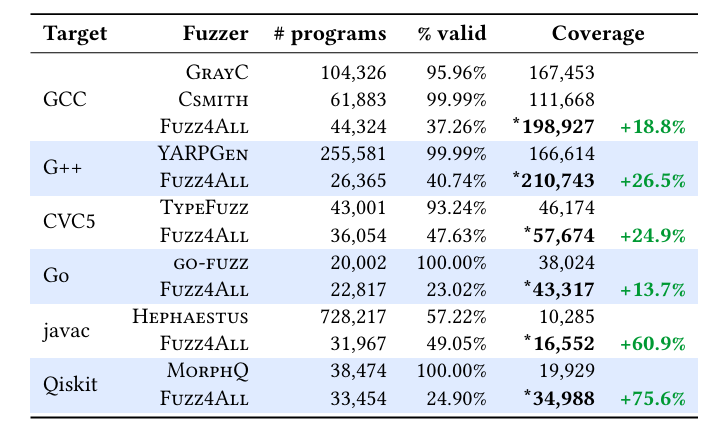 Target Fuzzer # programs % valid Coverage
GCC
GRAYC 104,326 95.96% 167,453
CSMITH 61,883 99.99% 111,668
FUZZ4ALL 44,324 37.26% *198,927 +18.8%
G++
YARPGEN 255,581 99.99% 166,614
FUZZ4ALL 26,365 40.74% *210,743 +26.5%
CVC5
TYPEFUZZ 43,001 93.24% 46,174
FUZZ4ALL 36,054 47.63% *57,674 +24.9%
Go
GO-FUZZ 20,002 100.00% 38,024
FUZZ4ALL 22,817 23.02% *43,317 +13.7%
javac
HEPHAESTUS 728,217 57.22% 10,285
FUZZ4ALL 31,967 49.05% *16,552 +60.9%
Qiskit
MORPHQ 38,474 100.00% 19,929
FUZZ4ALL 33,454 24.90% *34,988 +75.6%